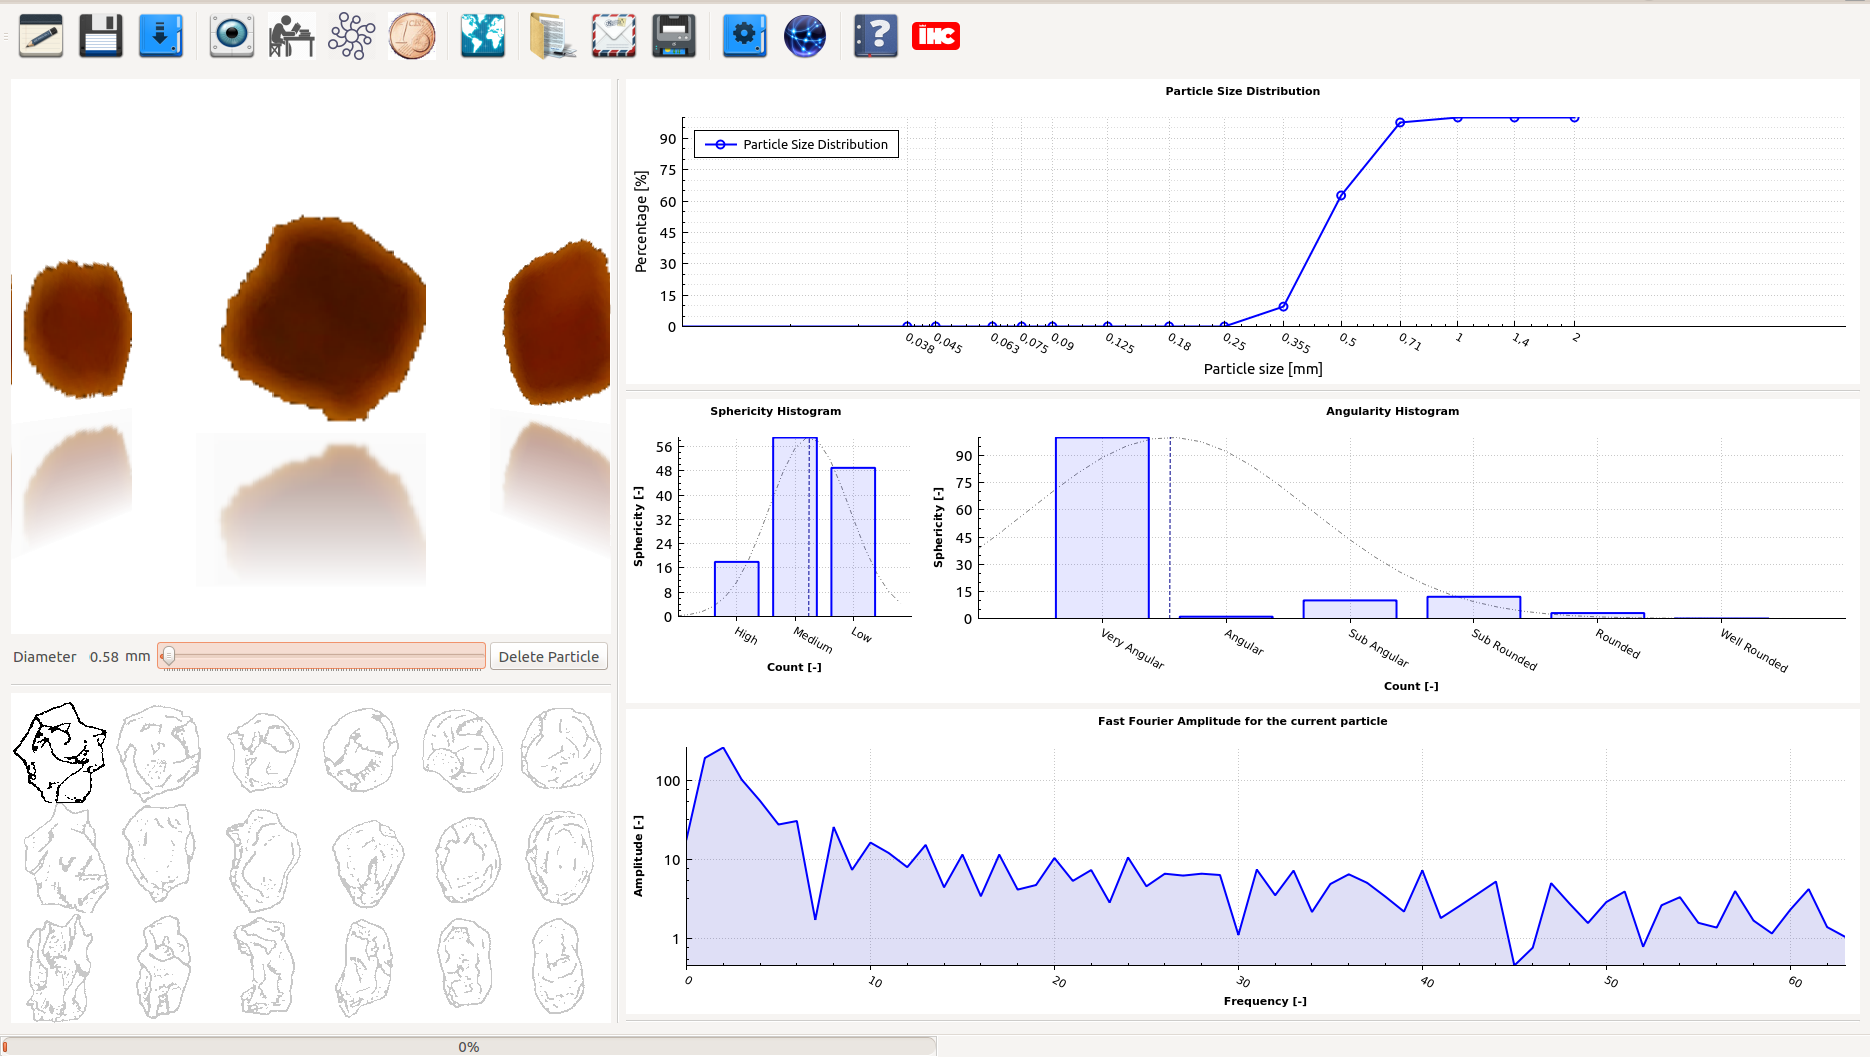 IHC
Particle Size Distribution
Particle Size Distribution
Percentage [%]
90
75
60
45
30
15
0
0,038 0,045 0,063 0,075 0,09 0,125 0,18 0,25 0,355 0,5 0,71 1 1,4 2
Particle size [mm]
Sphericity Histogram
Sphericity [-]
56
48
40
32
24
16
8
0
High Medium Low
Count [-]
Angularity Histogram
Sphericity [-]
90
75
60
45
30
15
0
Very Angular Angular Sub Angular Sub Rounded Rounded Well Rounded
Count [-]
Diameter 0.58 mm Delete Particle
Fast Fourier Amplitude for the current particle
Amplitude [-]
100
10
1
0 10 20 30 40 50 60
Frequency [-]
0%